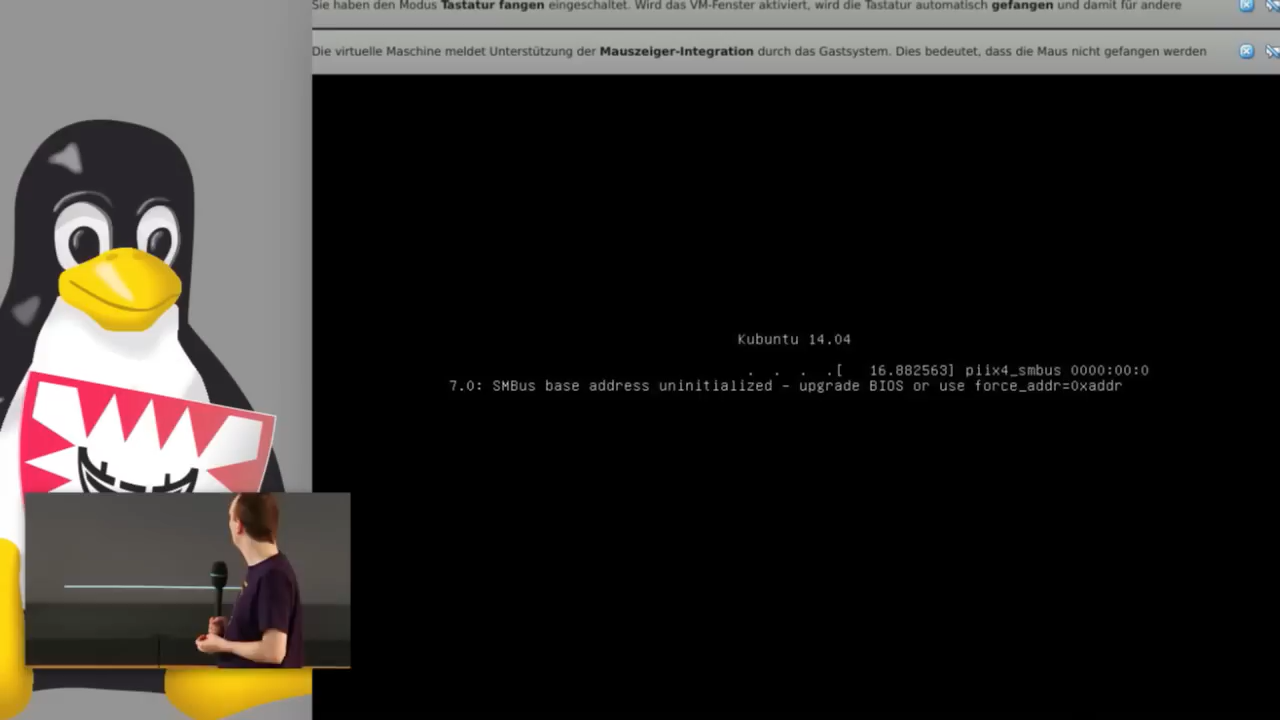 Sie haben den Modus Tastatur fangen eingeschaltet. Wird das VM-Fenster aktiviert, wird die Tastatur automatisch gefangen und damit für andere
Die virtuelle Maschine meldet Unterstützung der Mauszeiger-Integration durch das Gastsystem. Dies bedeutet, dass die Maus nicht gefangen werden
Kubuntu 14.04
. . . .[ 16.882563] piix4_smbus 0000:00:0
7.0: SMBus base address uninitialized - upgrade BIOS or use force_addr=0xaddr